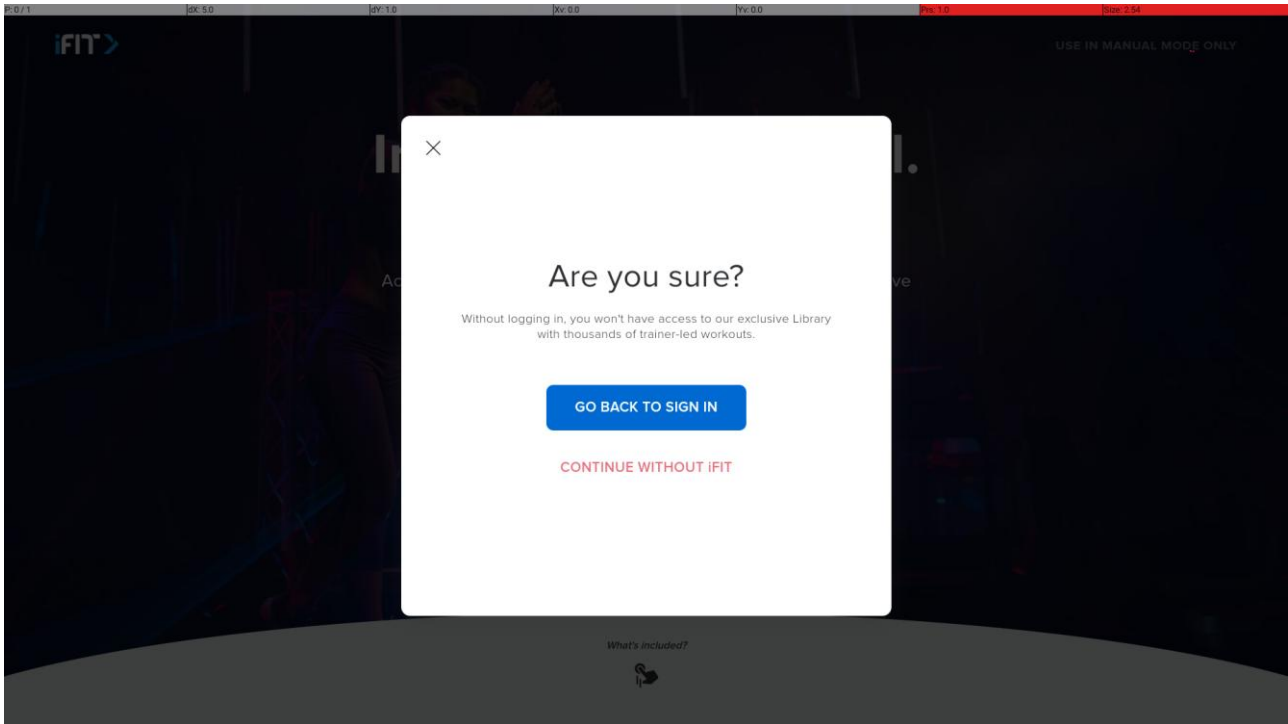 P: 0 / 1 dX: 5.0 dY: 1.0 Xv: 0.0 Yv: 0.0 Prs: 1.0 Size: 2.54
iFIT
USE IN MANUAL MODE ONLY
Are you sure?
Without logging in, you won't have access to our exclusive Library
with thousands of trainer-led workouts.
GO BACK TO SIGN IN
CONTINUE WITHOUT iFIT
What's included?